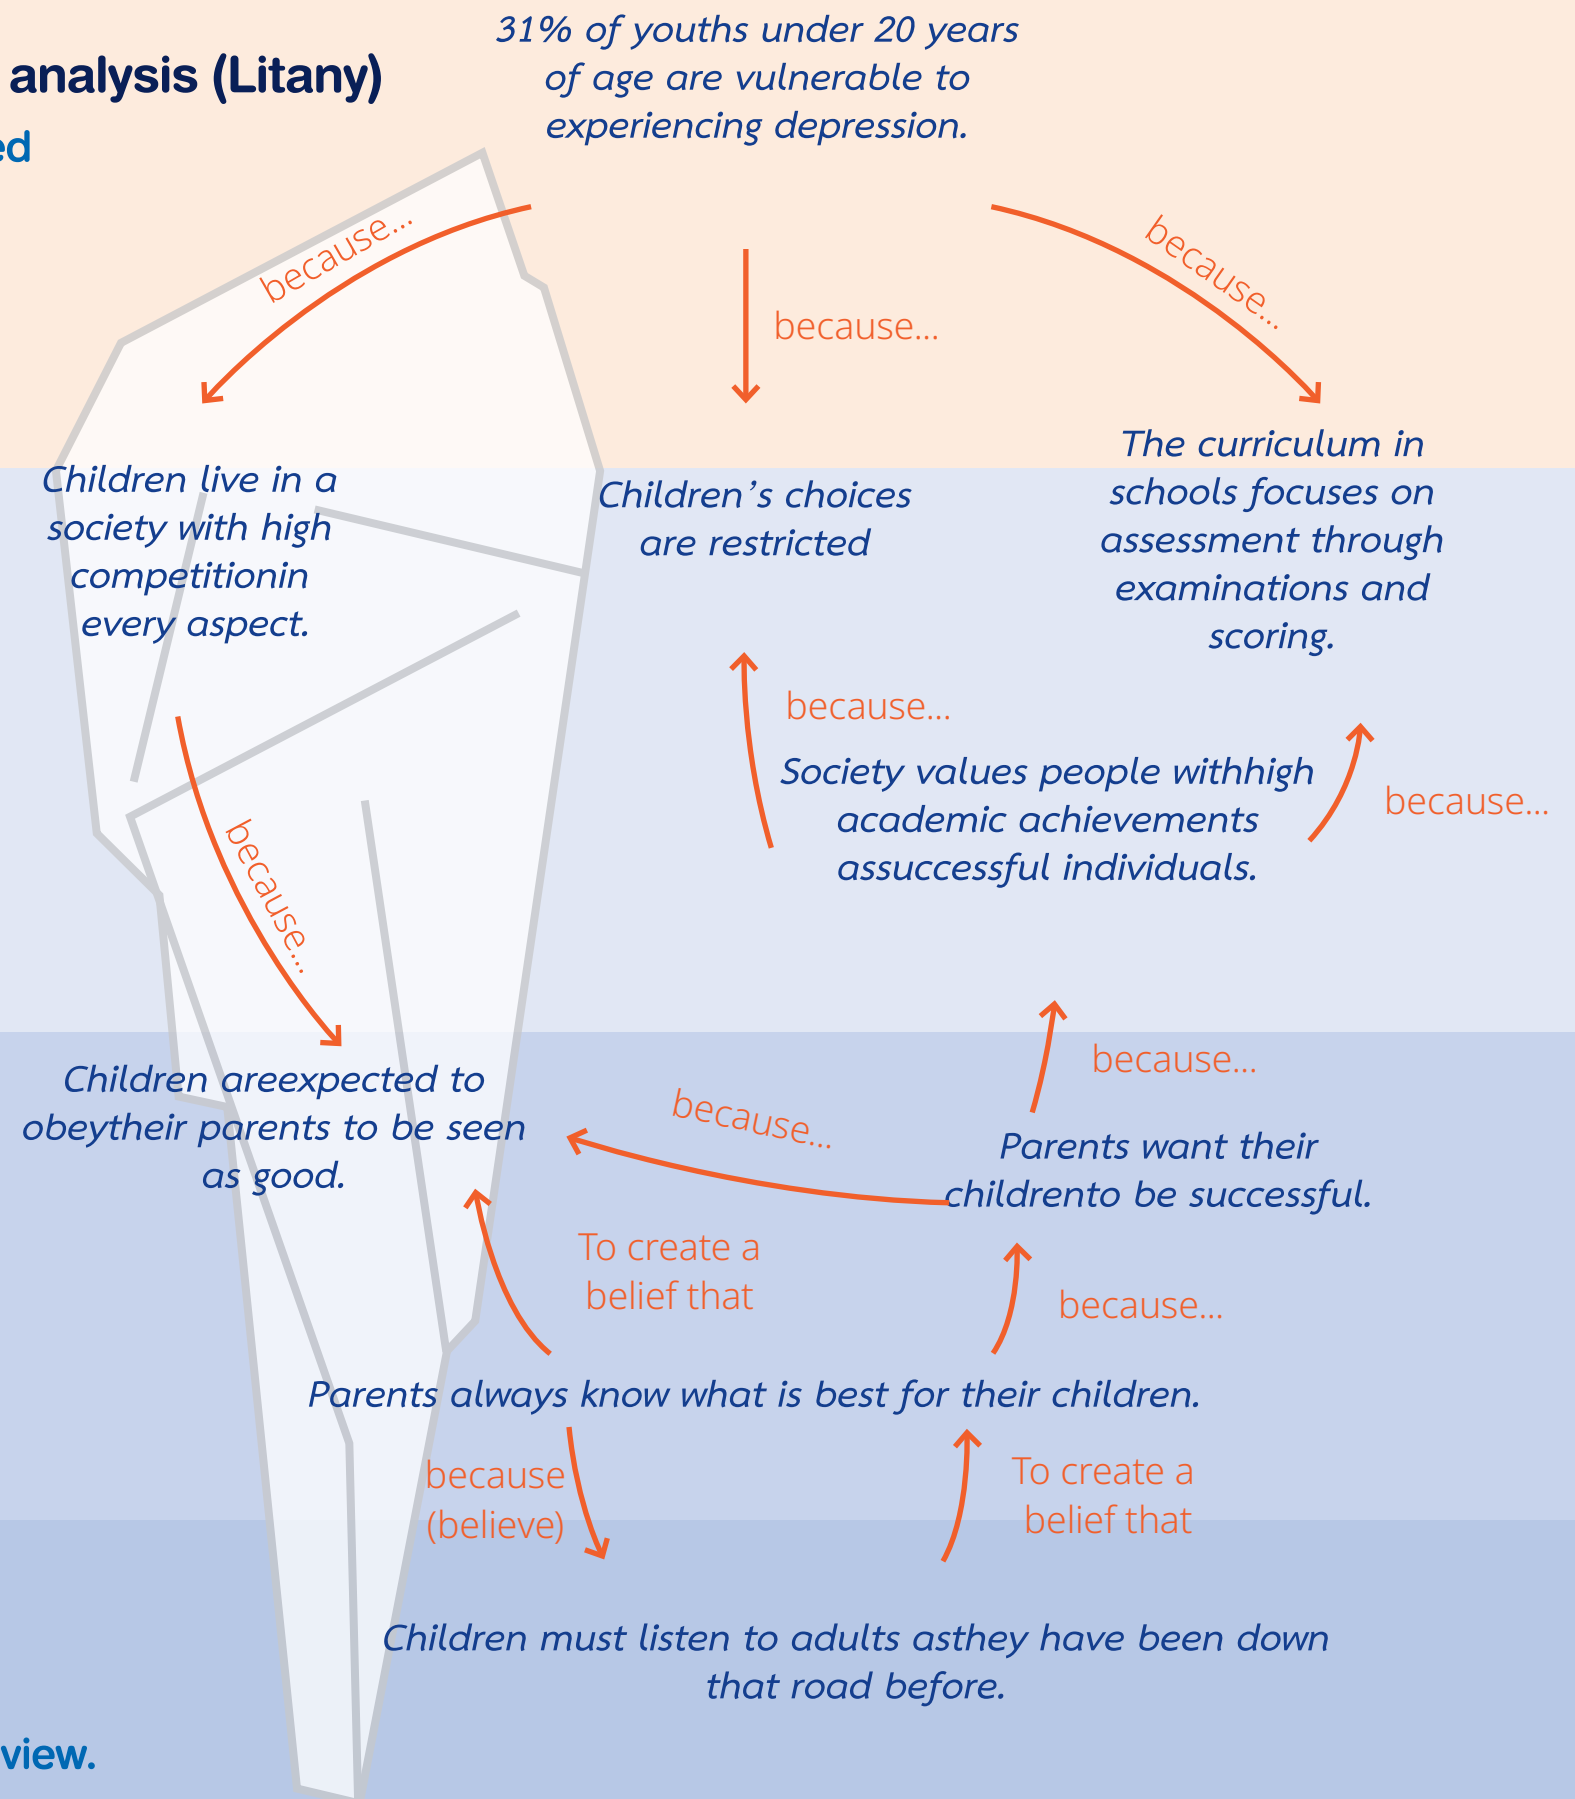 31% of youths under 20 years
of age are vulnerable to
experiencing depression.
analysis (Litany)
ed
because...
because...
because...
Children live in a
society with high
competitionin
every aspect.
Children’s choices
are restricted
The curriculum in
schools focuses on
assessment through
examinations and
scoring.
because...
Society values people withhigh
academic achievements
assuccessful individuals.
because...
because...
because...
Children areexpected to
obeytheir parents to be seen
as good.
because...
Parents want their
childrento be successful.
To create a
belief that
because...
Parents always know what is best for their children.
because
(believe)
To create a
belief that
Children must listen to adults asthey have been down
that road before.
view.